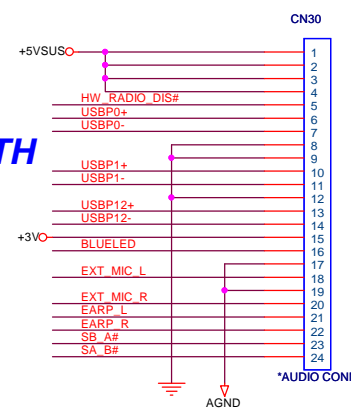 CN30
+5VSUS
1
2
3
4
HW_RADIO_DIS#
5
USBP0+
6
USBP0-
7
TH
8
9
USBP1+
10
USBP1-
11
12
USBP12+
13
USBP12-
14
+3V
15
BLUELED
16
17
EXT_MIC_L
18
19
EXT_MIC_R
20
EARP_L
21
EARP_R
22
SB_A#
23
SA_B#
24
*AUDIO CON
AGND